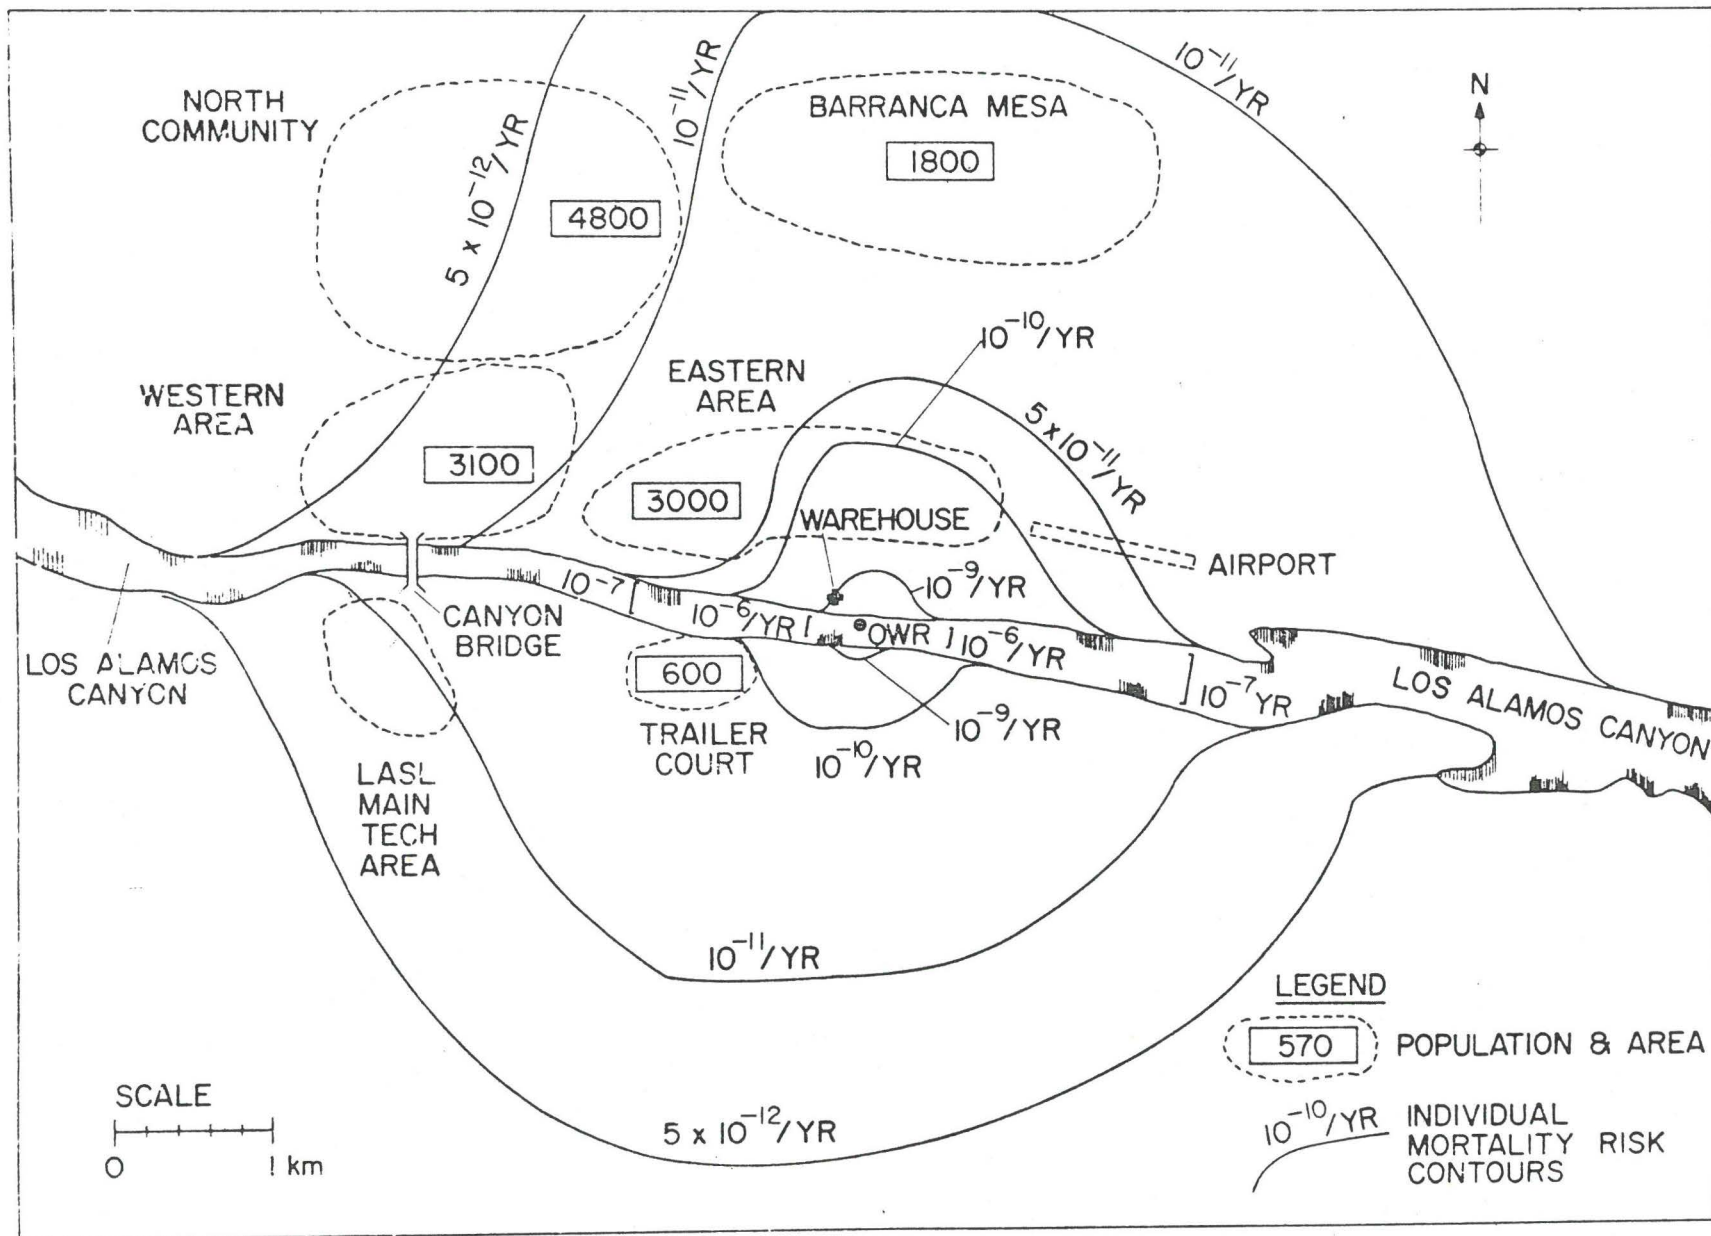 NORTH
COMMUNITY
5 x 10⁻¹²/YR
10⁻¹¹/YR
BARRANCA MESA
1800
10⁻¹¹/YR
N
4800
10⁻¹⁰/YR
WESTERN
AREA
EASTERN
AREA
5 x 10⁻¹¹/YR
3100
3000
WAREHOUSE
AIRPORT
10⁻⁷
10⁻⁹/YR
CANYON
BRIDGE
10⁻⁶/YR [
OWR
] 10⁻⁶/YR
LOS ALAMOS
CANYON
600
TRAILER
COURT
10⁻⁹/YR
10⁻¹⁰/YR
] 10⁻⁷YR
LOS ALAMOS CANYON
LASL
MAIN
TECH
AREA
10⁻¹¹/YR
5 x 10⁻¹²/YR
SCALE
0 1 km
LEGEND
570 POPULATION & AREA
10⁻¹⁰/YR INDIVIDUAL
MORTALITY RISK
CONTOURS